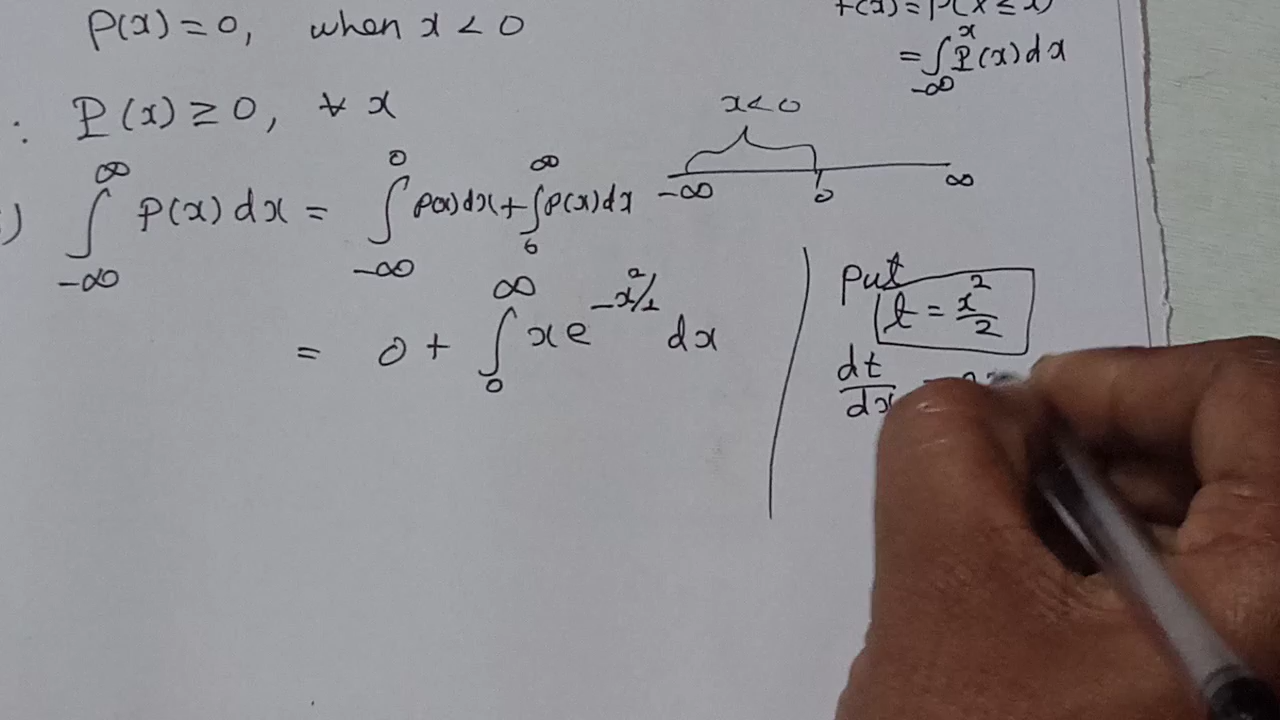 P(x) = 0, when x < 0
F(x) = P(X ≤ x)
= ∫_{-∞}^{x} P(x) dx
: P(x) ≥ 0, ∀ x
x < 0
-∞ 0 ∞
) ∫_{-∞}^{∞} P(x) dx = ∫_{-∞}^{0} P(x) dx + ∫_{0}^{∞} P(x) dx
= 0 + ∫_{0}^{∞} x e^{-x²/2} dx
put
t = x²/2
dt/dx =